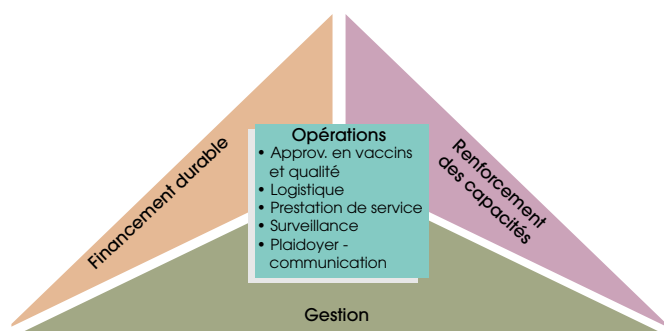 Financement durable
Opérations
• Approv. en vaccins
et qualité
• Logistique
• Prestation de service
• Surveillance
• Plaidoyer -
communication
Renforcement
des capacités
Gestion